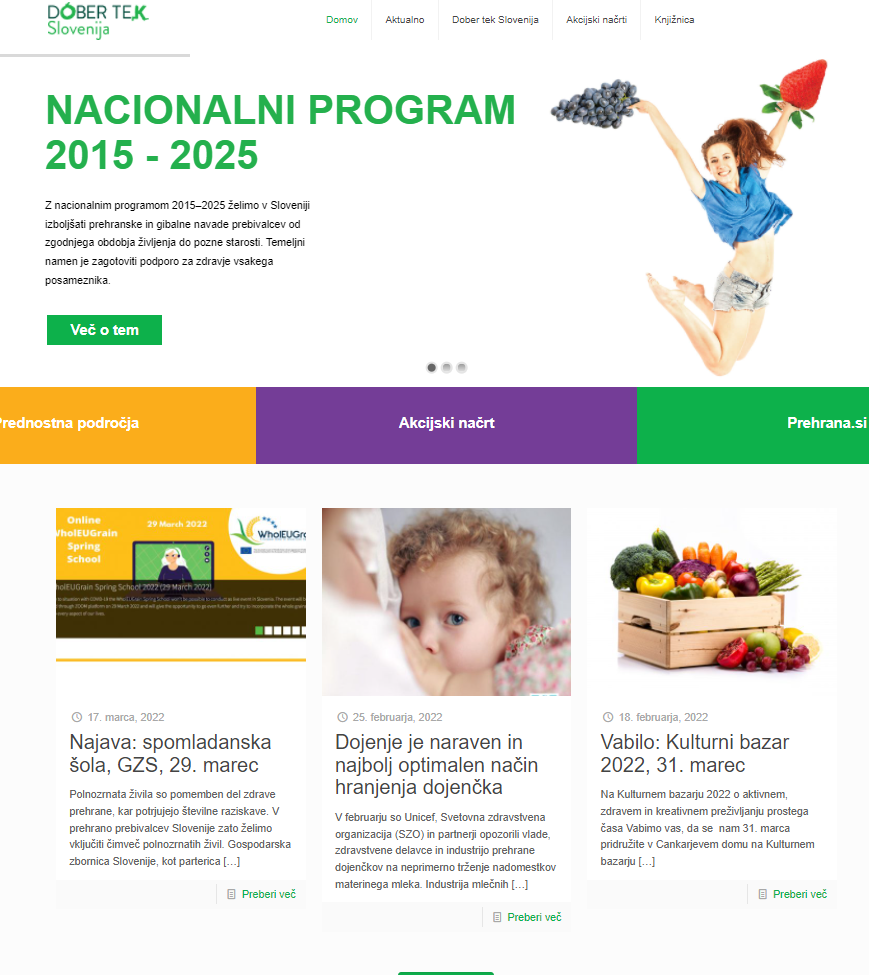 DOBER TEK
Slovenija
Domov
Aktualno
Dober tek Slovenija
Akcijski načrti
Knjižnica
NACIONALNI PROGRAM
2015 - 2025
Z nacionalnim programom 2015–2025 želimo v Sloveniji
izboljšati prehranske in gibalne navade prebivalcev od
zgodnjega obdobja življenja do pozne starosti. Temeljni
namen je zagotoviti podporo za zdravje vsakega
posameznika.
Več o tem
Prednostna področja
Akcijski načrt
Prehrana.si
Online
WholEUGrain
Spring
School
29 March 2022
WholEUGra
holEUGrain Spring School 2022 (29 March 2022)
17. marca, 2022
Najava: spomladanska
šola, GZS, 29. marec
Polnozrnata živila so pomemben del zdrave
prehrane, kar potrjujejo številne raziskave. V
prehrano prebivalcev Slovenije zato želimo
vključiti čimveč polnozrnatih živil. Gospodarska
zbornica Slovenije, kot parterica […]
Preberi več
25. februarja, 2022
Dojenje je naraven in
najbolj optimalen način
hranjenja dojenčka
V februarju so Unicef, Svetovna zdravstvena
organizacija (SZO) in partnerji opozorili vlade,
zdravstvene delavce in industrijo prehrane
dojenčkov na neprimerno trženje nadomestkov
materinega mleka. Industrija mlečnih […]
Preberi več
18. februarja, 2022
Vabilo: Kulturni bazar
2022, 31. marec
Na Kulturnem bazarju 2022 o aktivnem,
zdravem in kreativnem preživljanju prostega
časa Vabimo vas, da se nam 31. marca
pridružite v Cankarjevem domu na Kulturnem
bazarju […]
Preberi več